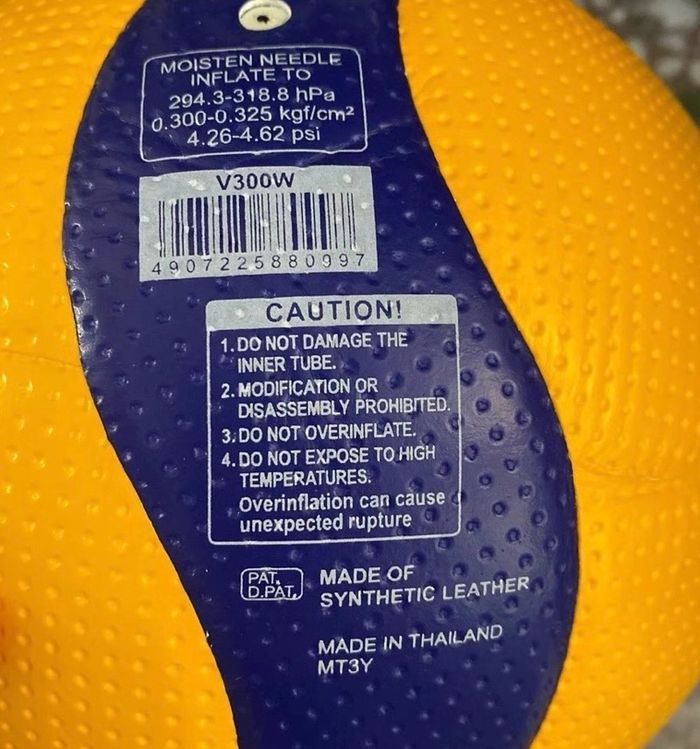 MOISTEN NEEDLE
INFLATE TO
294.3-318.8 hPa
0.300-0.325 kgf/cm²
4.26-4.62 psi
V300W
4907225880997
CAUTION!
1. DO NOT DAMAGE THE
INNER TUBE.
2. MODIFICATION OR
DISASSEMBLY PROHIBITED.
3. DO NOT OVERINFLATE.
4. DO NOT EXPOSE TO HIGH
TEMPERATURES.
Overinflation can cause
unexpected rupture
PAT.
D.PAT.
MADE OF
SYNTHETIC LEATHER
MADE IN THAILAND
MT3Y